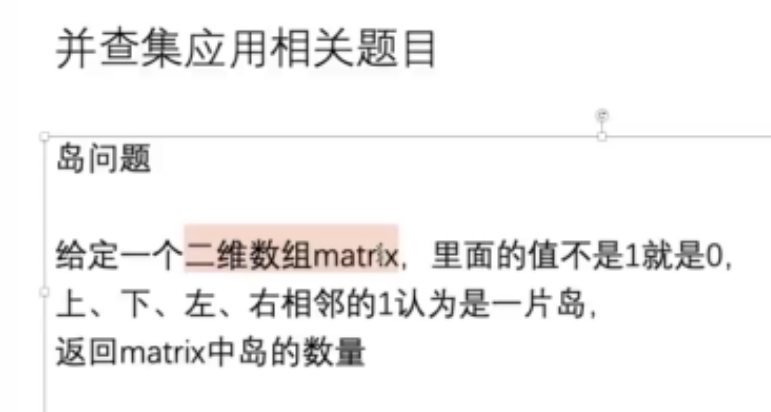 并查集应用相关题目
岛问题
给定一个二维数组matrix，里面的值不是1就是0，
上、下、左、右相邻的1认为是一片岛，
返回matrix中岛的数量